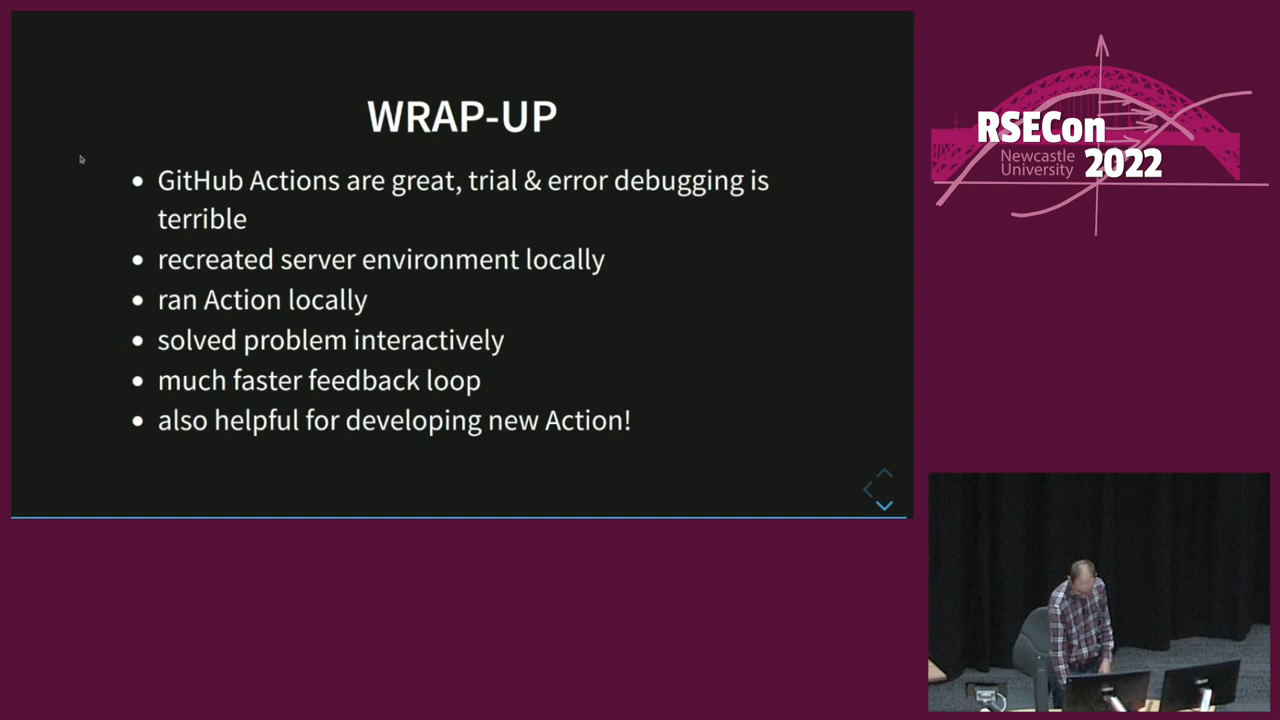 WRAP-UP
• GitHub Actions are great, trial & error debugging is
terrible
• recreated server environment locally
• ran Action locally
• solved problem interactively
• much faster feedback loop
• also helpful for developing new Action!
RSECon
Newcastle
University
2022